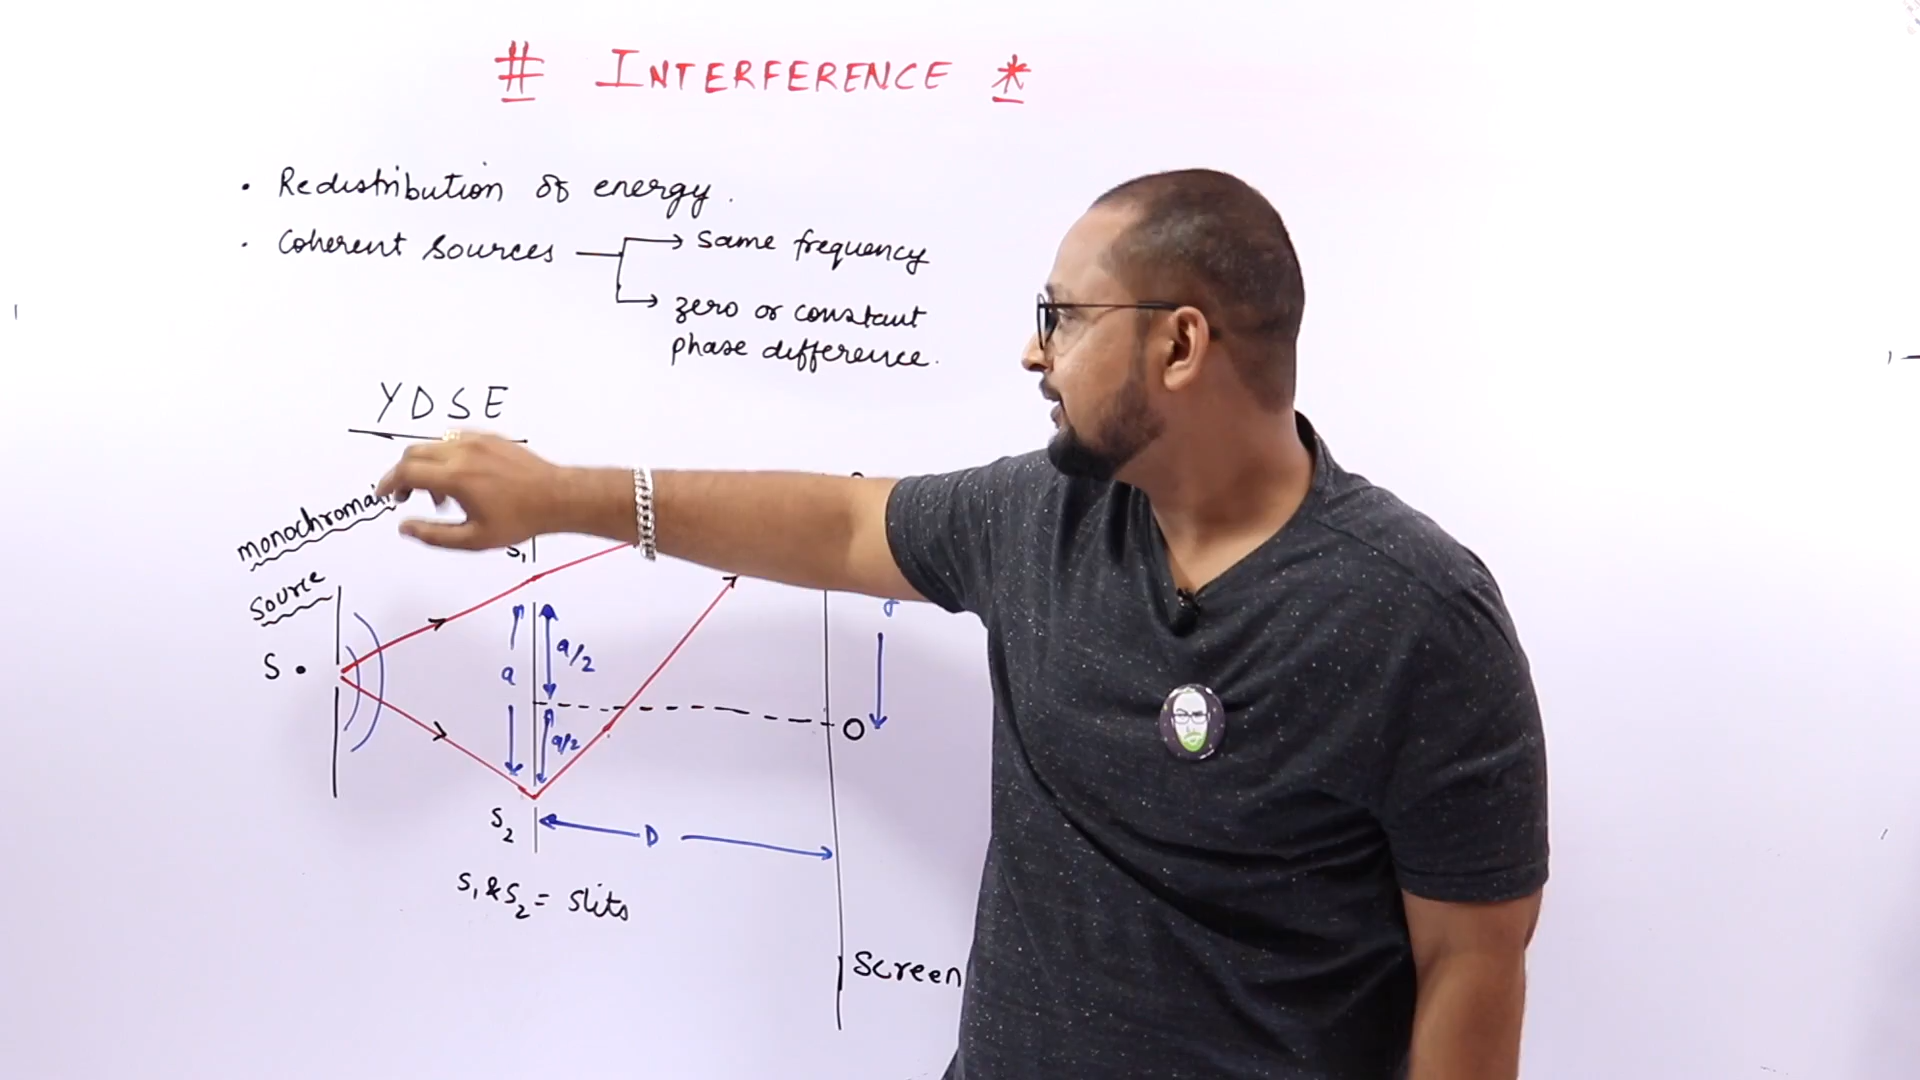 # INTERFERENCE *
• Redistribution of energy.
• Coherent sources → same frequency
→ zero or constant
phase difference.
YDSE
source
S •
S₁
a
a/2
a/2
O
S₂
D
S₁ & S₂ = slits
Screen